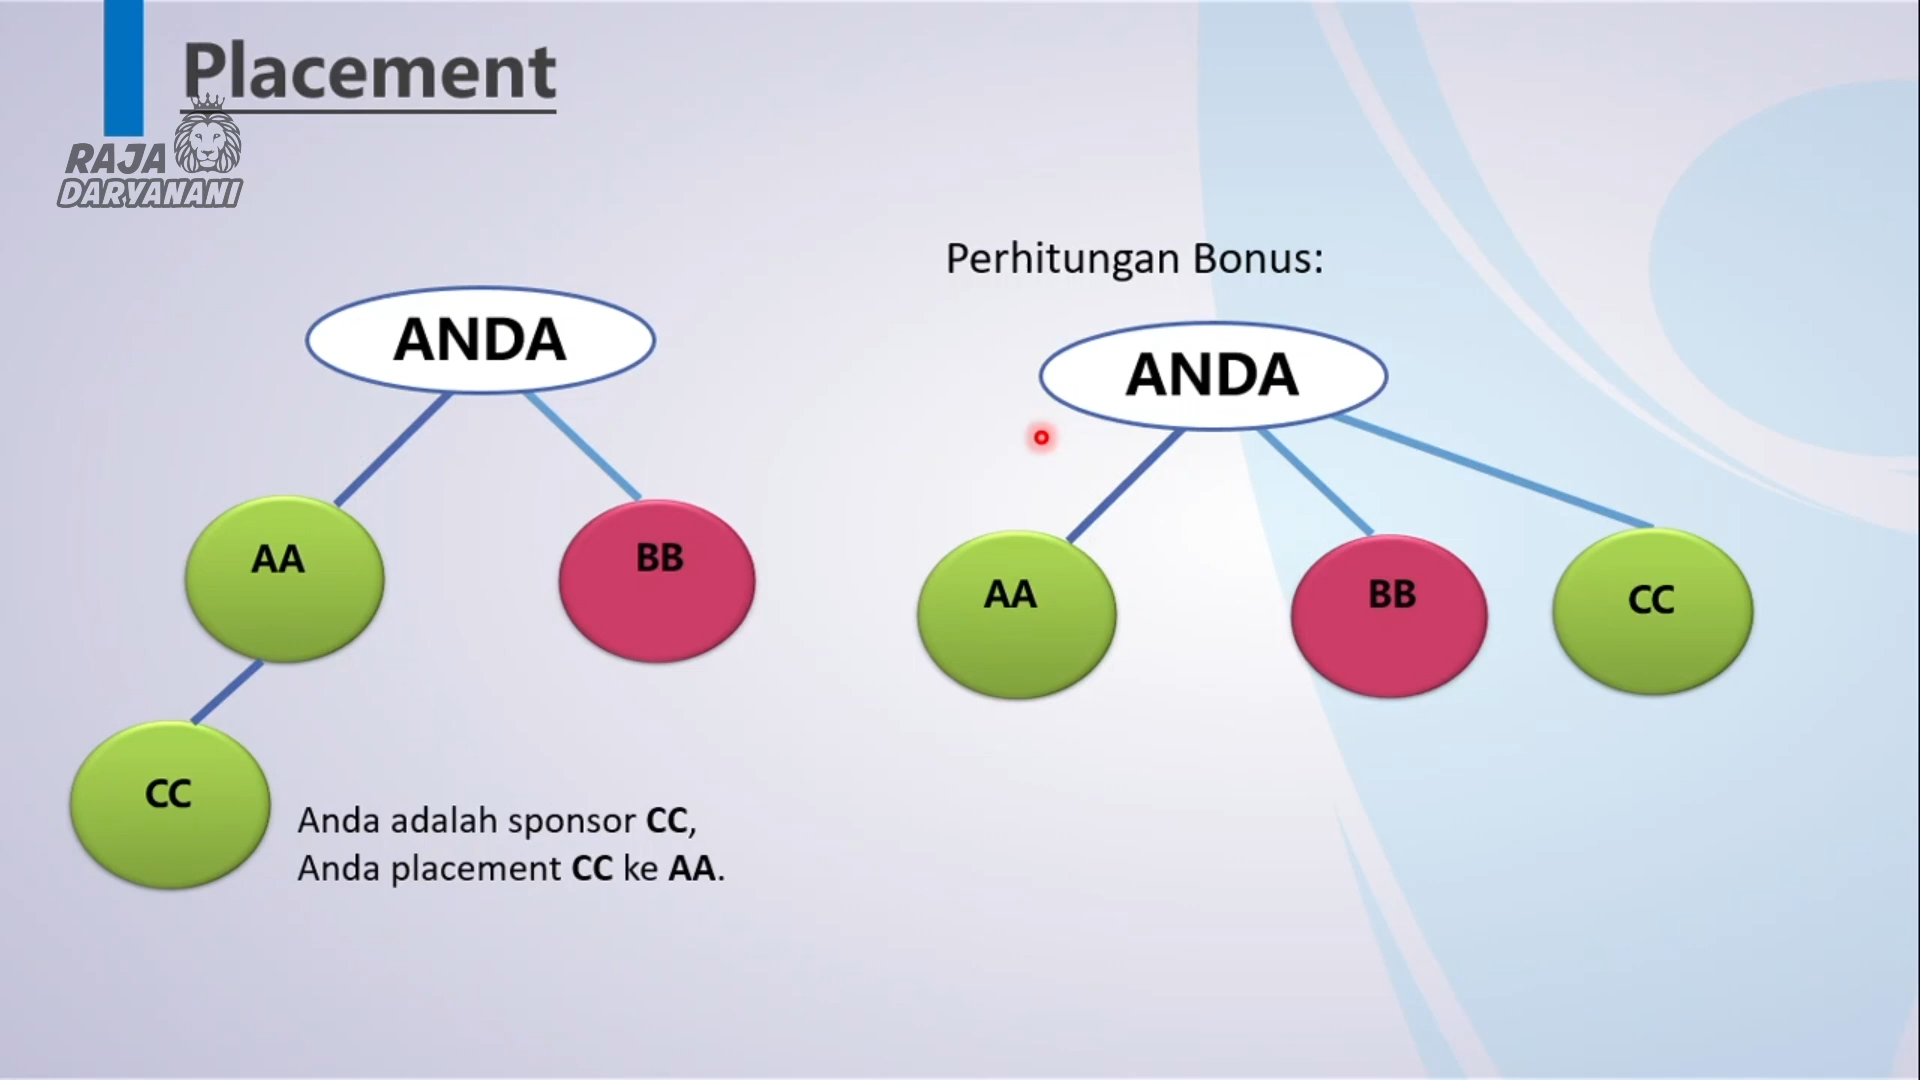 Placement
RAJA
DARYANANI
ANDA
AA
BB
CC
Anda adalah sponsor CC,
Anda placement CC ke AA.
Perhitungan Bonus:
ANDA
AA
BB
CC